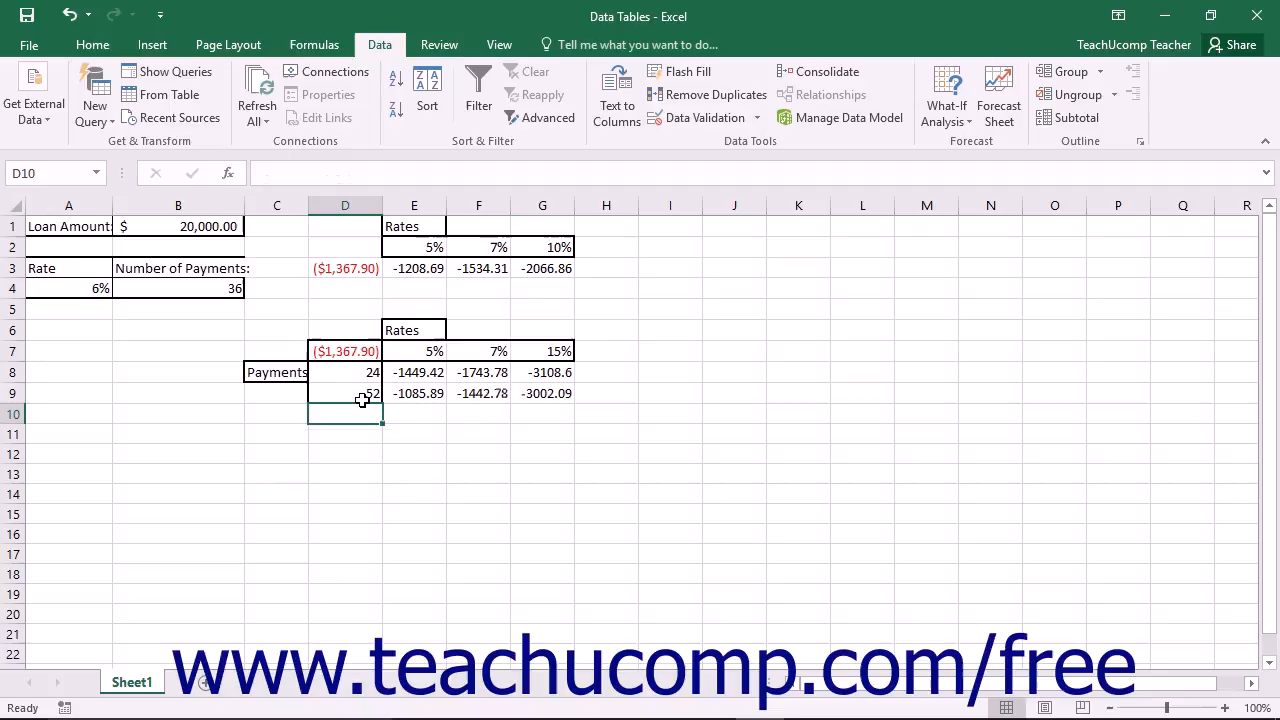 Data Tables - Excel
File Home Insert Page Layout Formulas Data Review View Tell me what you want to do... TeachUcomp Teacher Share
Get External Data
New Query
Show Queries
From Table
Recent Sources
Get & Transform
Refresh All
Connections
Properties
Edit Links
Connections
Sort
Filter
Clear
Reapply
Advanced
Sort & Filter
Text to Columns
Flash Fill
Remove Duplicates
Data Validation
Consolidate
Relationships
Manage Data Model
Data Tools
What-If Analysis
Forecast Sheet
Forecast
Group
Ungroup
Subtotal
Outline
D10 fx
A B C D E F G H I J K L M N O P Q R
1 Loan Amount: $ 20,000.00 Rates
2 5% 7% 10%
3 Rate Number of Payments: ($1,367.90) -1208.69 -1534.31 -2066.86
4 6% 36
5
6 Rates
7 ($1,367.90) 5% 7% 15%
8 Payments 24 -1449.42 -1743.78 -3108.6
9 52 -1085.89 -1442.78 -3002.09
10
11
12
13
14
15
16
17
18
19
20
21
22
www.teachucomp.com/free
Sheet1
Ready 100%